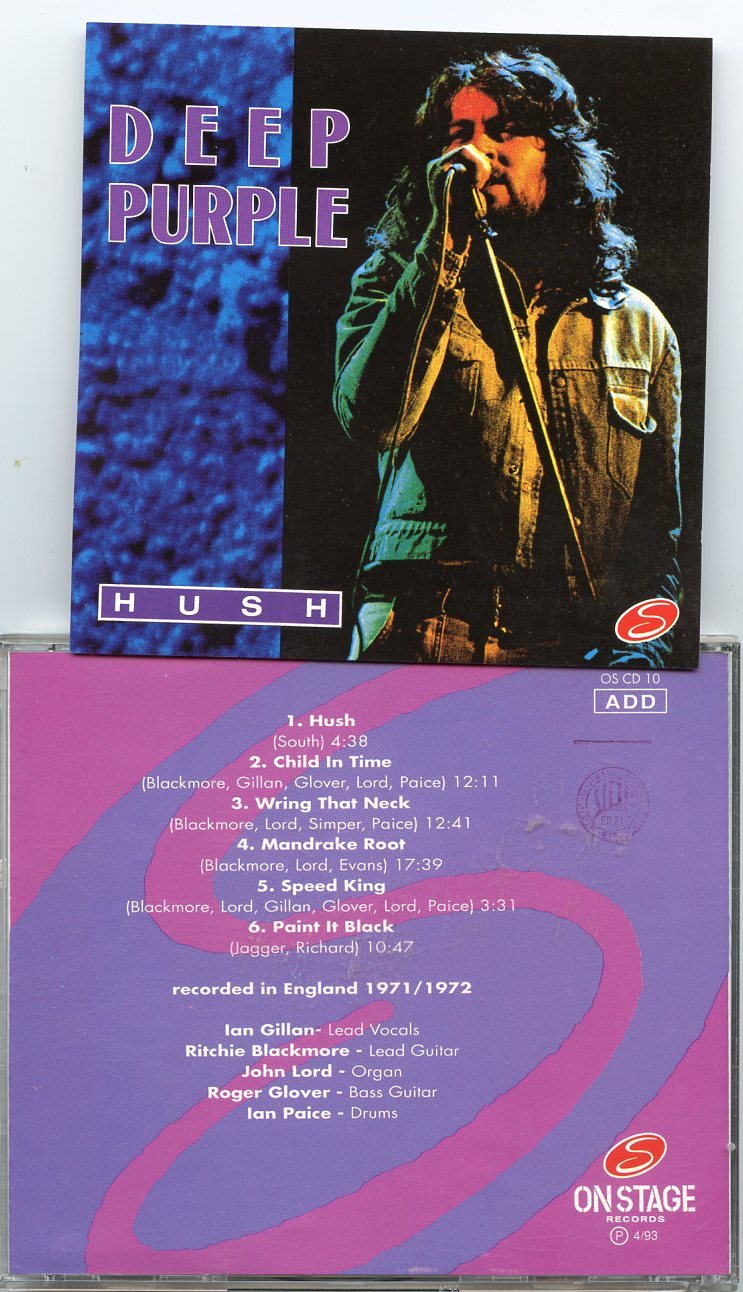 DEEP
PURPLE
HUSH
OS CD 10
ADD
1. Hush
(South) 4:38
2. Child In Time
(Blackmore, Gillan, Glover, Lord, Paice) 12:11
3. Wring That Neck
(Blackmore, Lord, Simper, Paice) 12:41
4. Mandrake Root
(Blackmore, Lord, Evans) 17:39
5. Speed King
(Blackmore, Lord, Gillan, Glover, Lord, Paice) 3:31
6. Paint It Black
(Jagger, Richard) 10:47
recorded in England 1971/1972
Ian Gillan- Lead Vocals
Ritchie Blackmore - Lead Guitar
John Lord - Organ
Roger Glover - Bass Guitar
Ian Paice - Drums
S
S
ON STAGE
RECORDS
Ⓟ 4/93